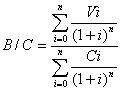 B / C = \frac{\sum_{i=0}^{n} \frac{Vi}{(1+i)^n}}{\sum_{i=0}^{n} \frac{Ci}{(1+i)^n}}